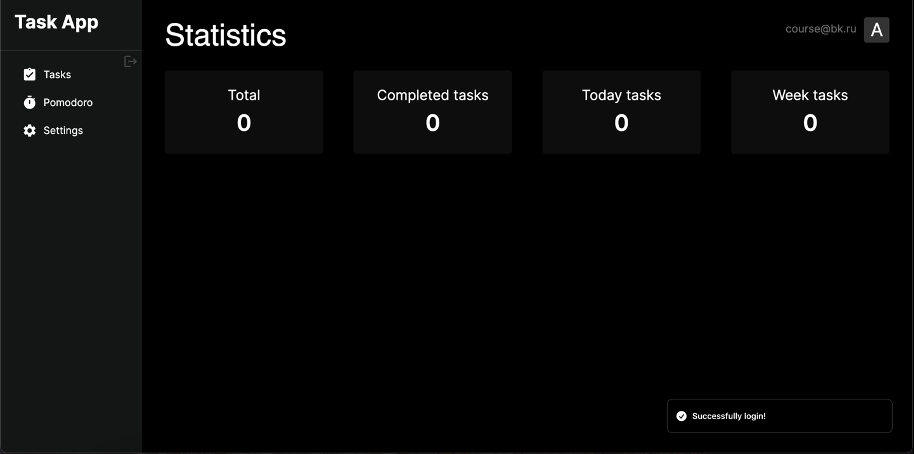 Task App
Tasks
Pomodoro
Settings
Statistics
course@bk.ru
A
Total
0
Completed tasks
0
Today tasks
0
Week tasks
0
Successfully login!